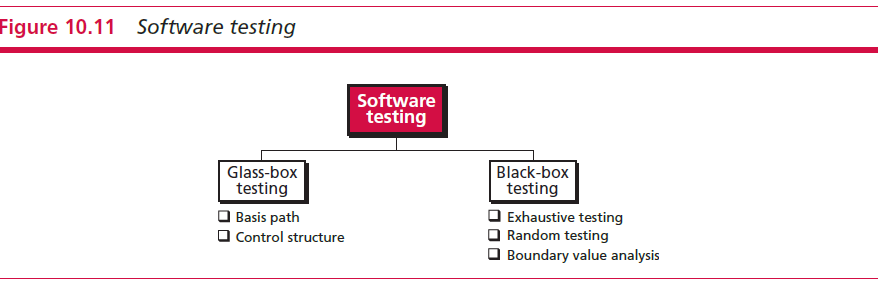 Figure 10.11 Software testing
Software
testing
Glass-box
testing
Basis path
Control structure
Black-box
testing
Exhaustive testing
Random testing
Boundary value analysis